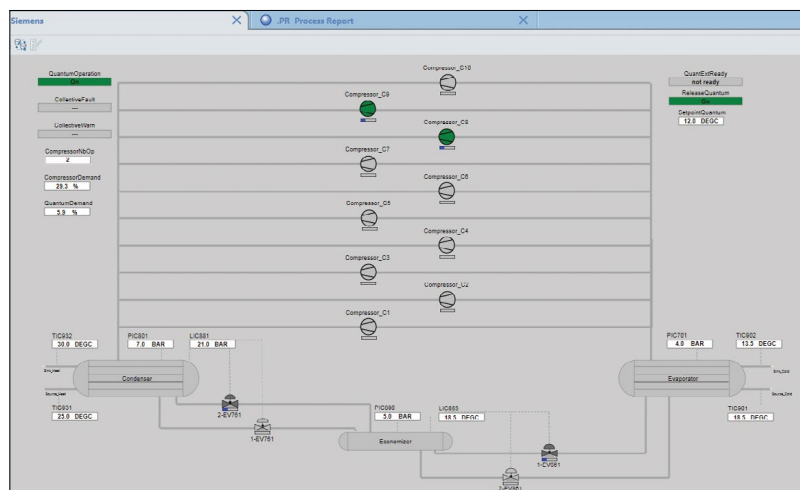 Siemens
.PR Process Report
QuantumOperation
On
CollectiveFault
---
CollectiveWarn
---
CompressorNbOp
2
CompressorDemand
29.3 %
QuantumDemand
5.9 %
Compressor_C10
Compressor_C9
Compressor_C8
Compressor_C7
Compressor_C6
Compressor_C5
Compressor_C4
Compressor_C3
Compressor_C2
Compressor_C1
QuantExtReady
not ready
ReleaseQuantum
On
SetpointQuantum
12.0 DEGC
TIC932
30.0 DEGC
PIC801
7.0 BAR
LIC881
21.0 BAR
PIC701
4.0 BAR
TIC902
13.5 DEGC
Condenser
Evaporator
TIC931
25.0 DEGC
2-EV761
1-EV761
PIC080
5.0 BAR
18.5 DEGC
Economizer
TIC901
18.5 DEGC